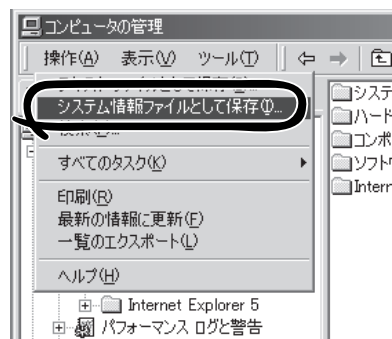 コンピュータの管理
操作(A) 表示(V) ツール(T)
システム情報ファイルとして保存(I)...
すべてのタスク(K)
印刷(R)
最新の情報に更新(F)
一覧のエクスポート(L)
ヘルプ(H)
Internet Explorer 5
パフォーマンス ログと警告
システ
ハード
コンポ
ソフトウ
Intern